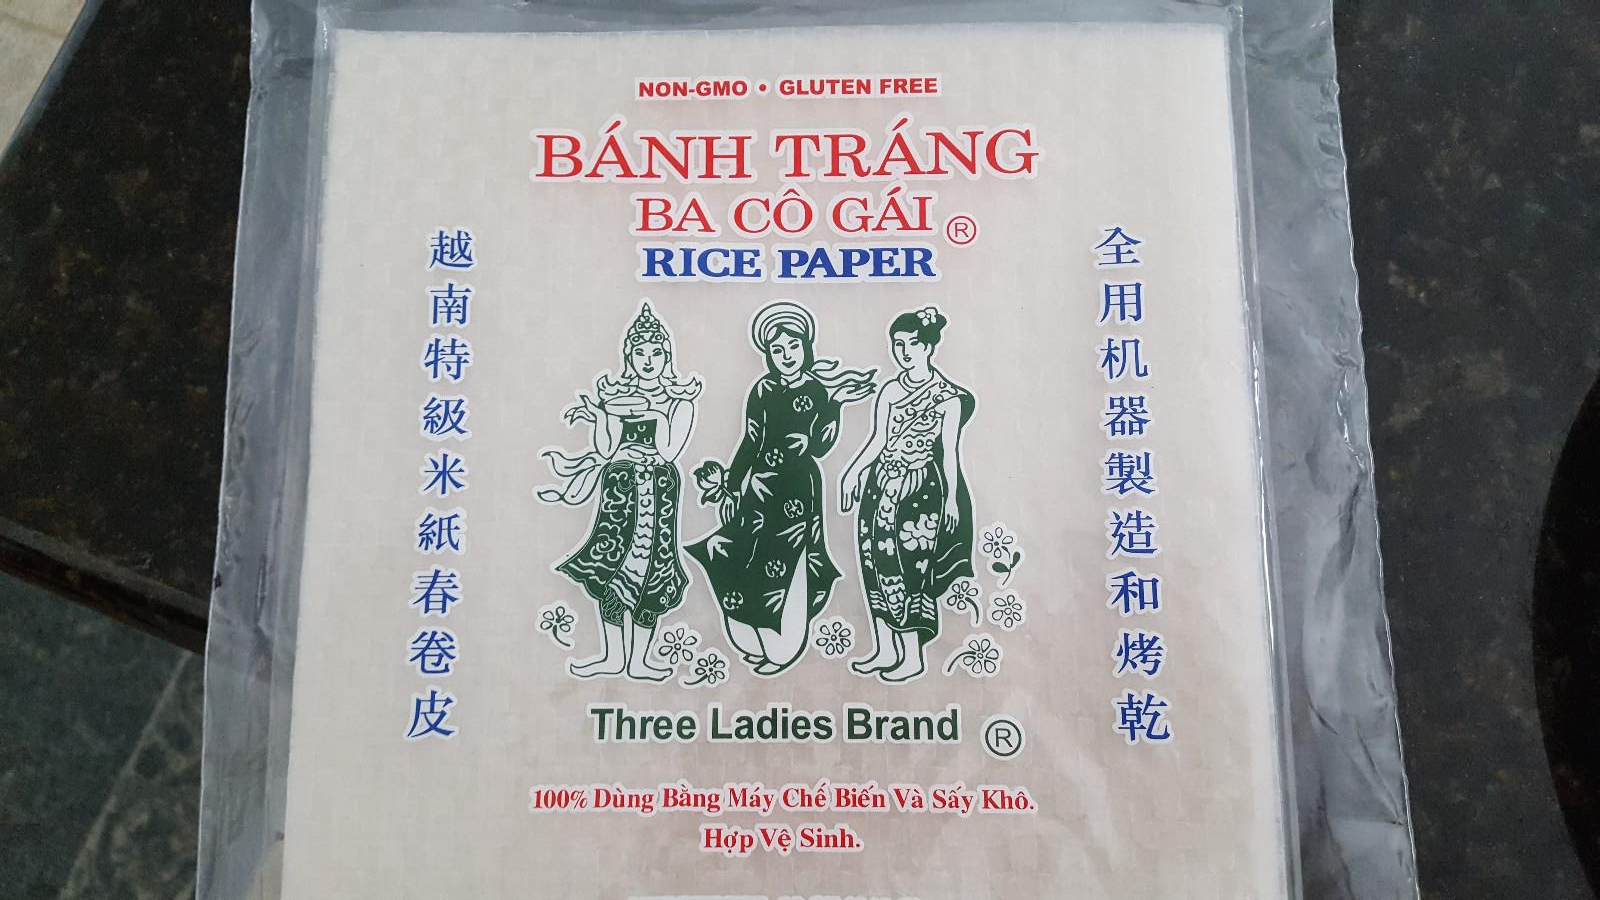 NON-GMO • GLUTEN FREE
BÁNH TRÁNG
BA CÔ GÁI ®
RICE PAPER
越南特級米紙春卷皮
全用机器製造和烤乾
Three Ladies Brand ®
100% Dùng Bằng Máy Chế Biến Và Sấy Khô.
Hợp Vệ Sinh.